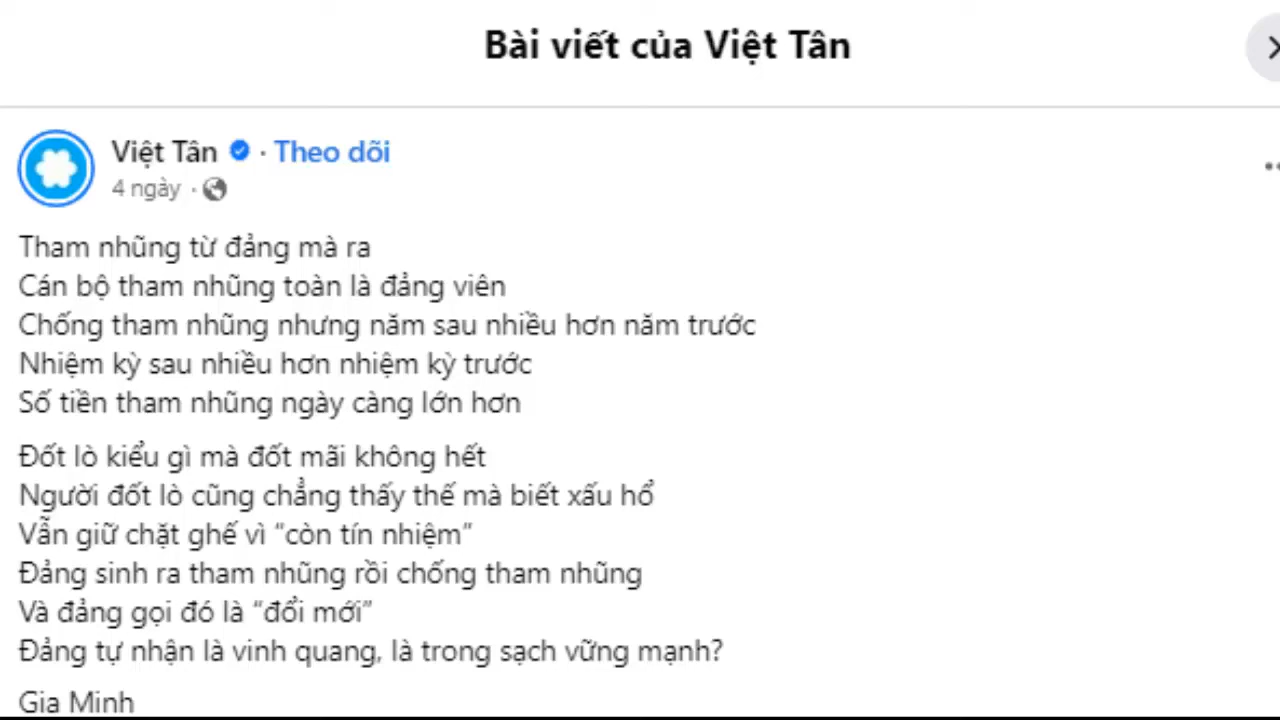 Bài viết của Việt Tân
Việt Tân · Theo dõi
4 ngày ·
Tham nhũng từ đảng mà ra
Cán bộ tham nhũng toàn là đảng viên
Chống tham nhũng nhưng năm sau nhiều hơn năm trước
Nhiệm kỳ sau nhiều hơn nhiệm kỳ trước
Số tiền tham nhũng ngày càng lớn hơn
Đốt lò kiểu gì mà đốt mãi không hết
Người đốt lò cũng chẳng thấy thế mà biết xấu hổ
Vẫn giữ chặt ghế vì “còn tín nhiệm”
Đảng sinh ra tham nhũng rồi chống tham nhũng
Và đảng gọi đó là “đổi mới”
Đảng tự nhận là vinh quang, là trong sạch vững mạnh?
Gia Minh